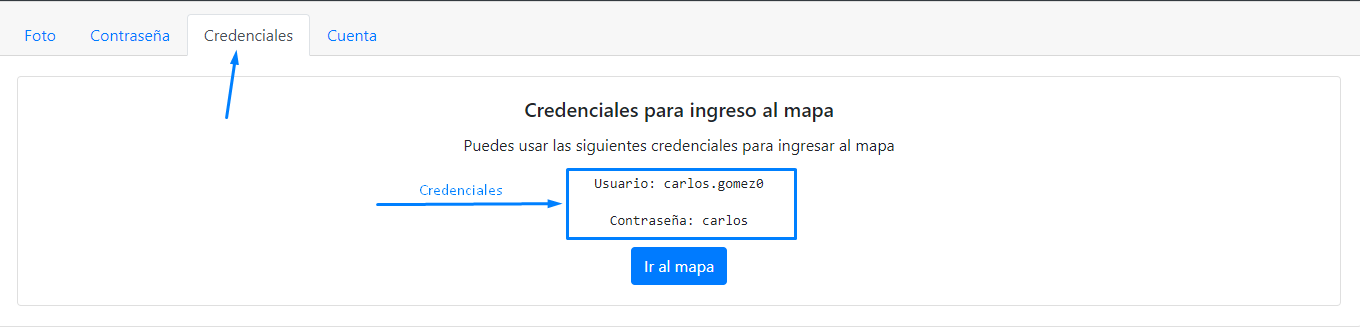 Foto Contraseña Credenciales Cuenta
Credenciales para ingreso al mapa
Puedes usar las siguientes credenciales para ingresar al mapa
Credenciales
Usuario: carlos.gomez0
Contraseña: carlos
Ir al mapa